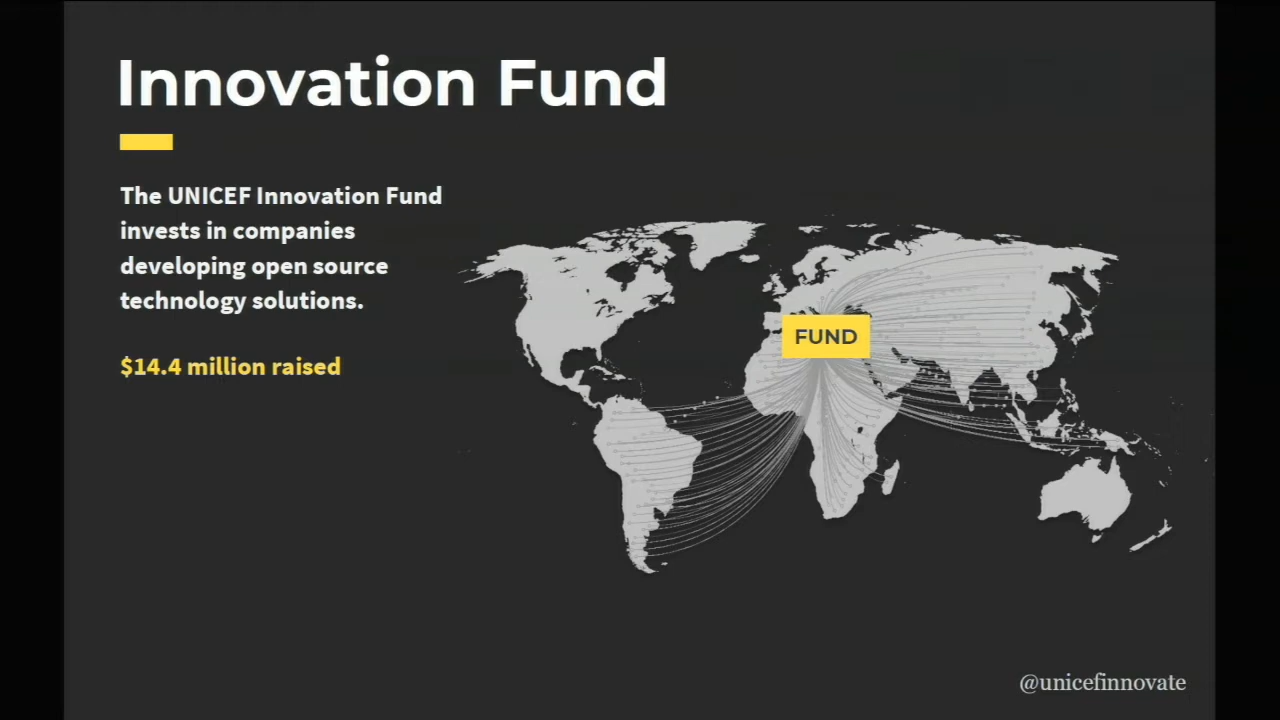 Innovation Fund
The UNICEF Innovation Fund
invests in companies
developing open source
technology solutions.
$14.4 million raised
FUND
@unicefinnovate